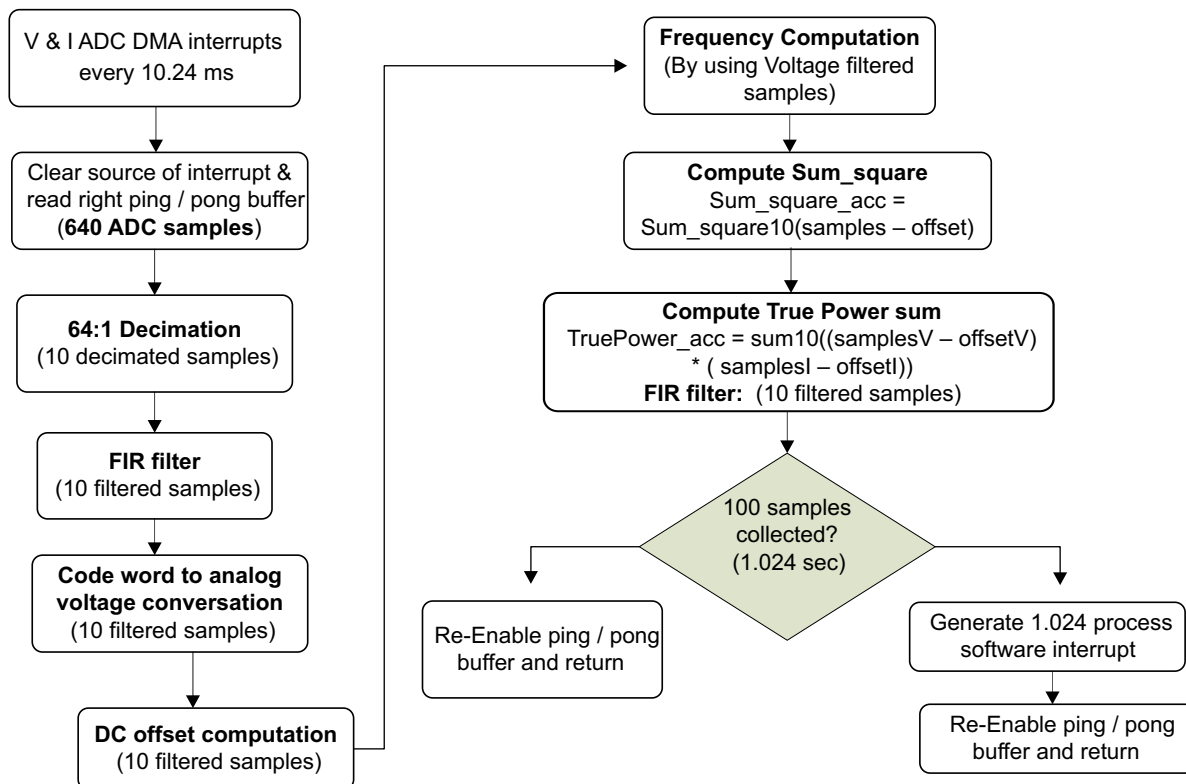 V & I ADC DMA interrupts
every 10.24 ms
Clear source of interrupt &
read right ping / pong buffer
(640 ADC samples)
64:1 Decimation
(10 decimated samples)
FIR filter
(10 filtered samples)
Code word to analog
voltage conversation
(10 filtered samples)
DC offset computation
(10 filtered samples)
Frequency Computation
(By using Voltage filtered
samples)
Compute Sum_square
Sum_square_acc =
Sum_square10(samples – offset)
Compute True Power sum
TruePower_acc = sum10((samplesV – offsetV)
* ( samplesI – offsetI))
FIR filter: (10 filtered samples)
100 samples
collected?
(1.024 sec)
Re-Enable ping / pong
buffer and return
Generate 1.024 process
software interrupt
Re-Enable ping / pong
buffer and return